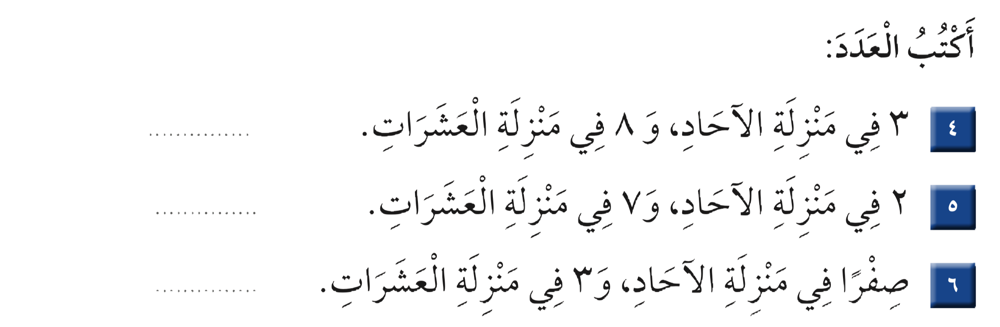 أَكْتُبُ الْعَدَدَ:
٤ ٣ فِي مَنْزِلَةِ الآحَادِ، وَ ٨ فِي مَنْزِلَةِ الْعَشَرَاتِ. ...............
٥ ٢ فِي مَنْزِلَةِ الآحَادِ، وَ٧ فِي مَنْزِلَةِ الْعَشَرَاتِ. ...............
٦ صِفْرًا فِي مَنْزِلَةِ الآحَادِ، وَ٣ فِي مَنْزِلَةِ الْعَشَرَاتِ. ...............